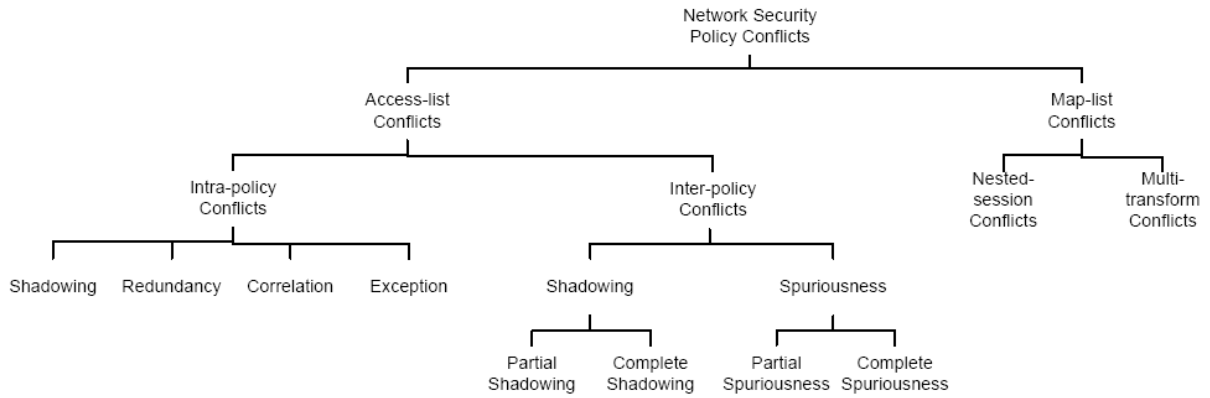 Network Security
Policy Conflicts
Access-list
Conflicts
Map-list
Conflicts
Intra-policy
Conflicts
Inter-policy
Conflicts
Nested-
session
Conflicts
Multi-
transform
Conflicts
Shadowing
Redundancy
Correlation
Exception
Shadowing
Spuriousness
Partial
Shadowing
Complete
Shadowing
Partial
Spuriousness
Complete
Spuriousness